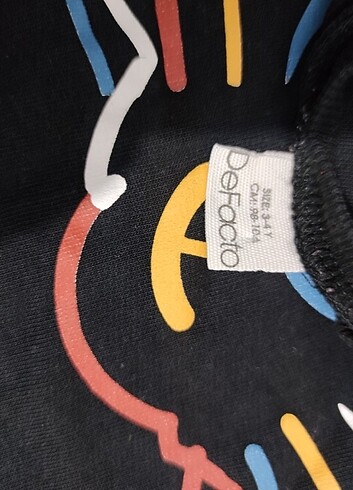 DeFacto
SIZE: 3-4 Y
CM: 98-104